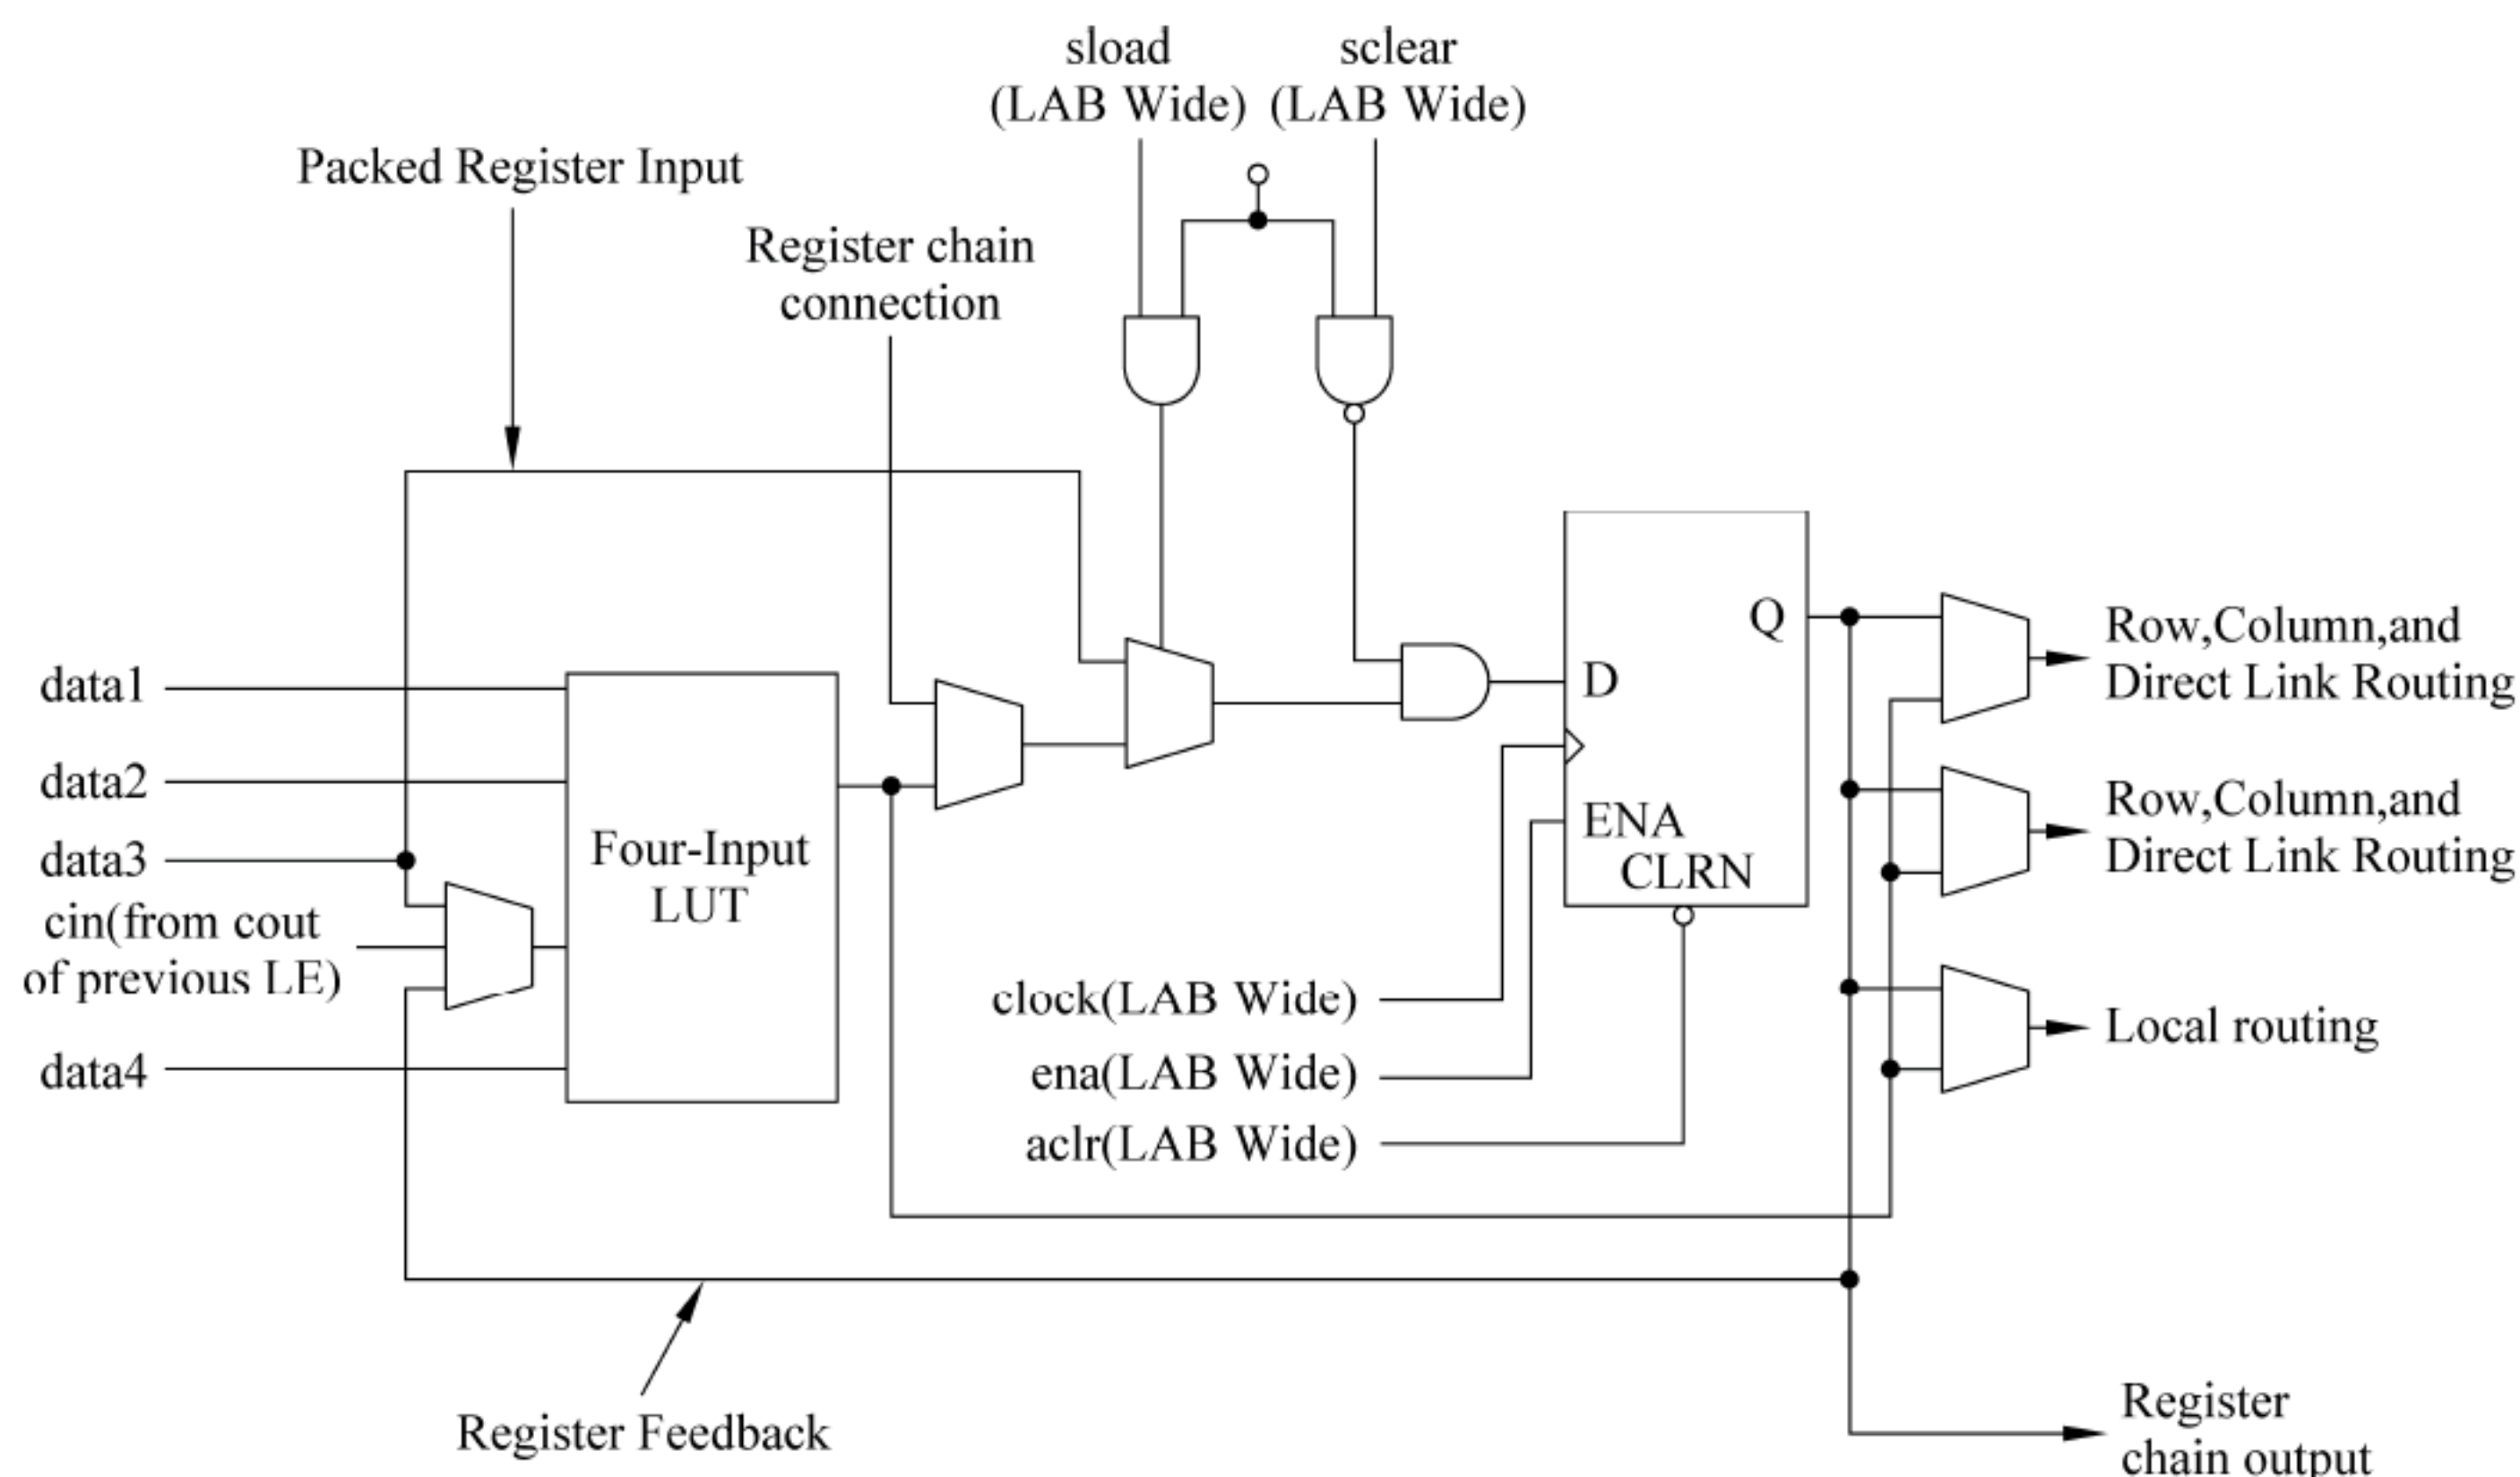 sload
(LAB Wide)
sclear
(LAB Wide)
Packed Register Input
Register chain
connection
data1
data2
data3
cin(from cout
of previous LE)
data4
Four-Input
LUT
D
Q
ENA
CLRN
clock(LAB Wide)
ena(LAB Wide)
aclr(LAB Wide)
Row,Column,and
Direct Link Routing
Row,Column,and
Direct Link Routing
Local routing
Register Feedback
Register
chain output